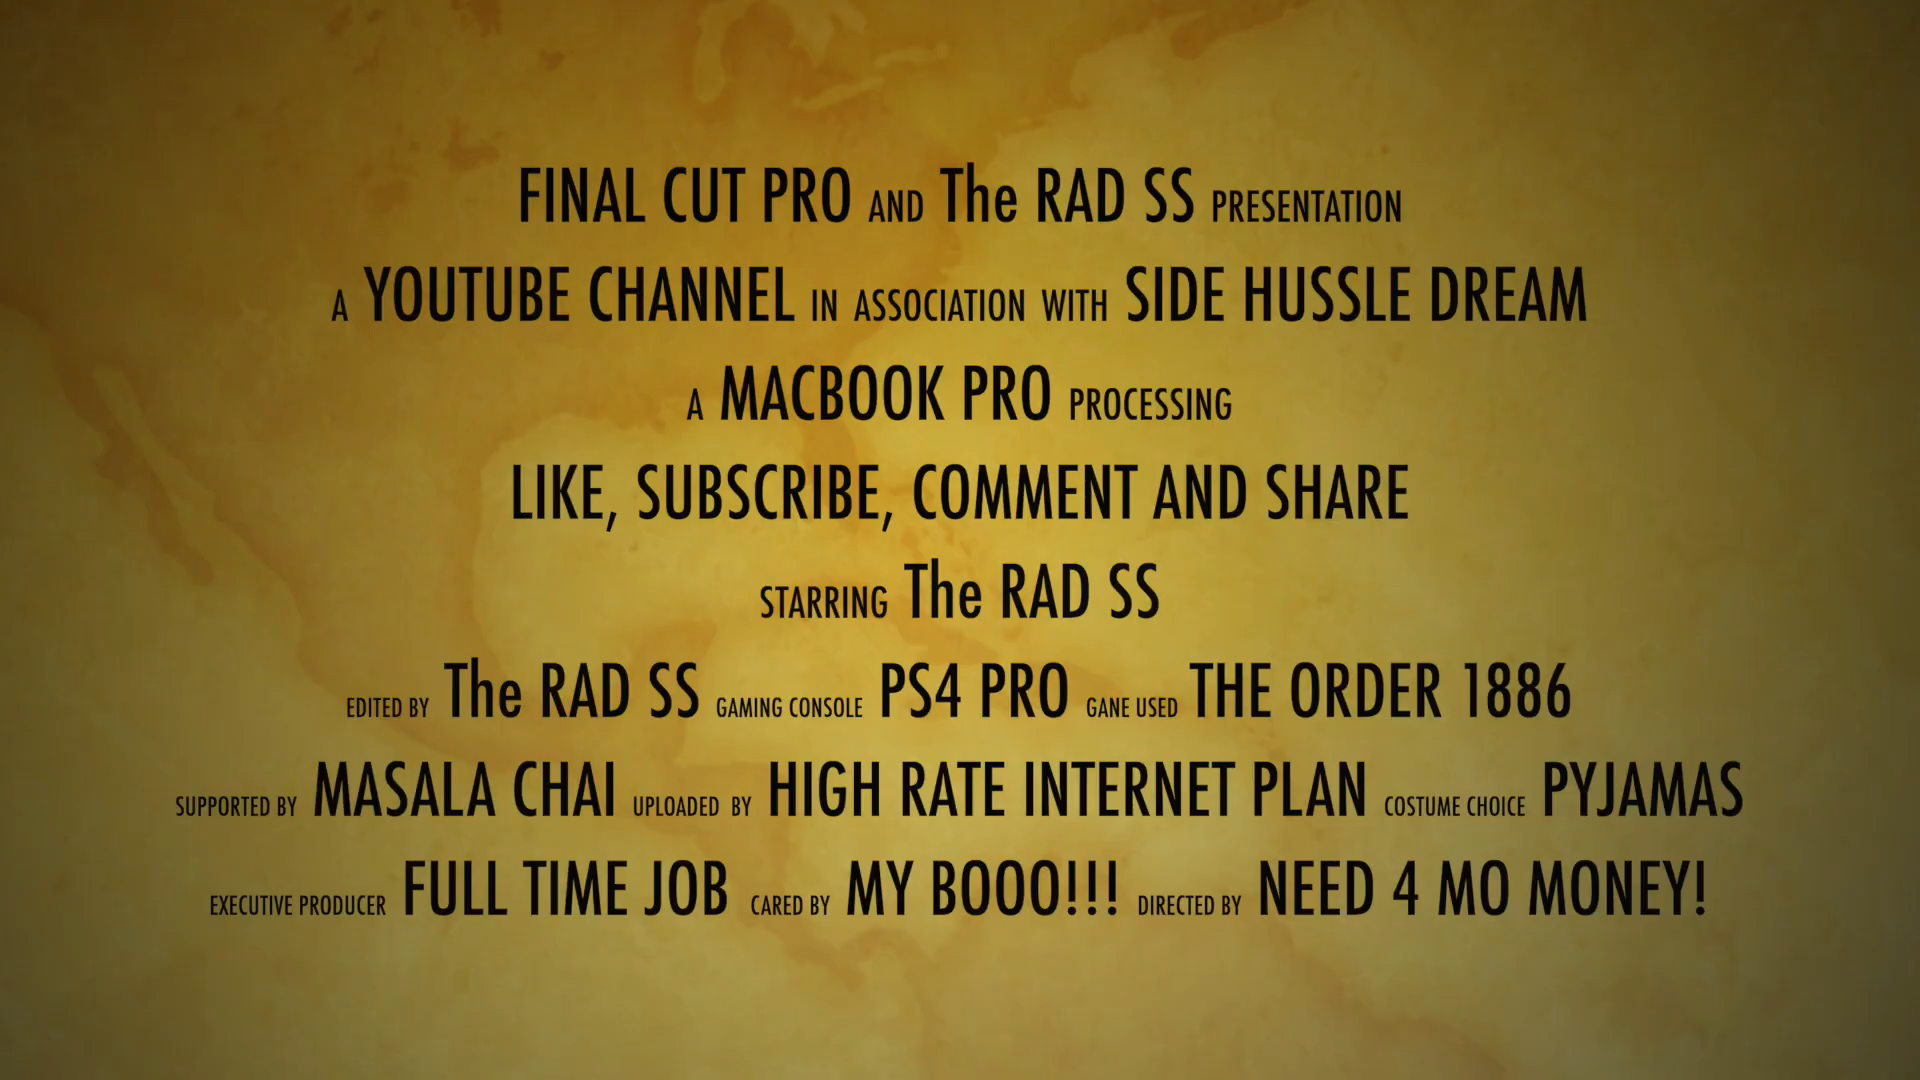 FINAL CUT PRO AND The RAD SS PRESENTATION
A YOUTUBE CHANNEL IN ASSOCIATION WITH SIDE HUSSLE DREAM
A MACBOOK PRO PROCESSING
LIKE, SUBSCRIBE, COMMENT AND SHARE
STARRING The RAD SS
EDITED BY The RAD SS GAMING CONSOLE PS4 PRO GANE USED THE ORDER 1886
SUPPORTED BY MASALA CHAI UPLOADED BY HIGH RATE INTERNET PLAN COSTUME CHOICE PYJAMAS
EXECUTIVE PRODUCER FULL TIME JOB CARED BY MY BOOO!!! DIRECTED BY NEED 4 MO MONEY!